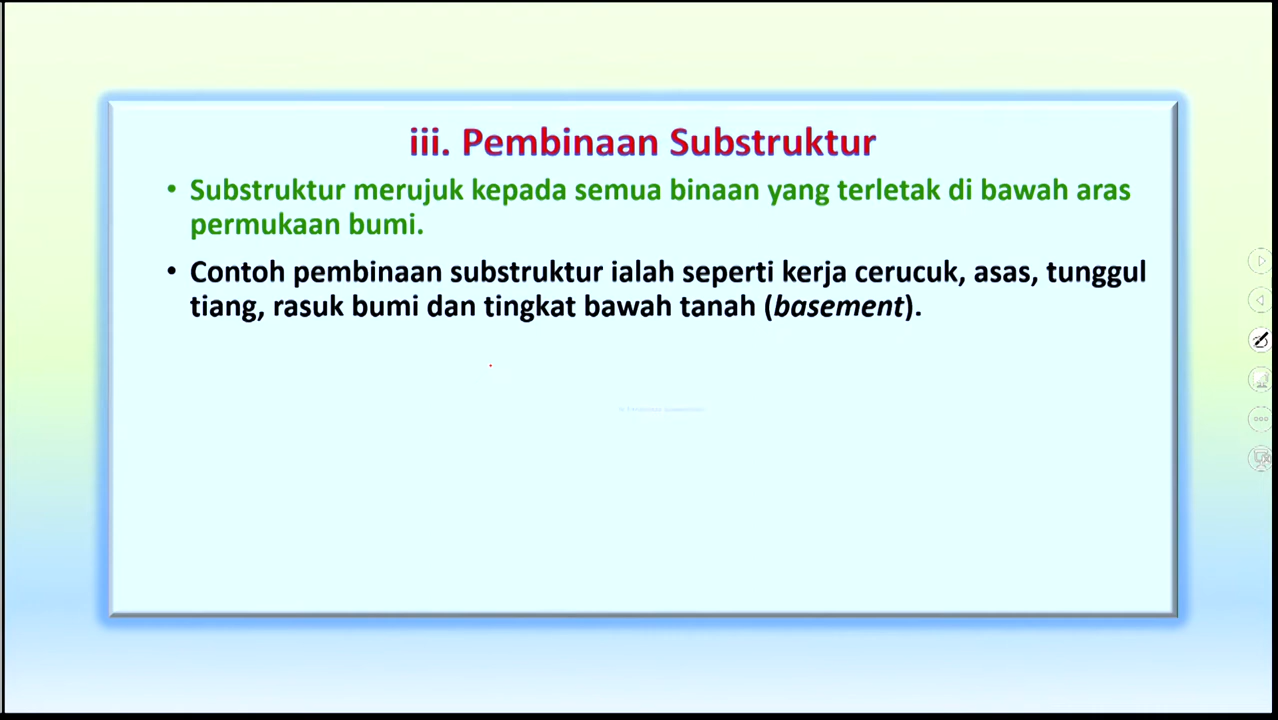 iii. Pembinaan Substruktur
• Substruktur merujuk kepada semua binaan yang terletak di bawah aras
permukaan bumi.
• Contoh pembinaan substruktur ialah seperti kerja cerucuk, asas, tunggul
tiang, rasuk bumi dan tingkat bawah tanah (basement).